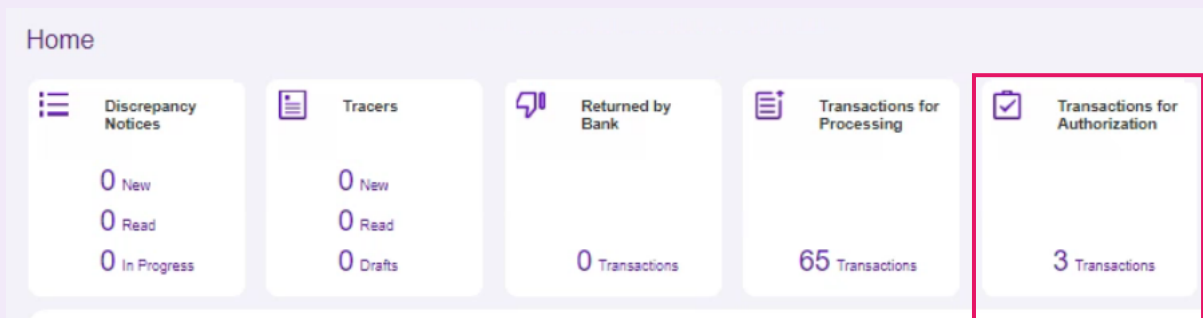 Home
Discrepancy
Notices
0 New
0 Read
0 In Progress
Tracers
0 New
0 Read
0 Drafts
Returned by
Bank
0 Transactions
Transactions for
Processing
65 Transactions
Transactions for
Authorization
3 Transactions